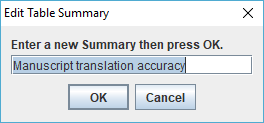 Edit Table Summary
Enter a new Summary then press OK.
Manuscript translation accuracy
OK Cancel